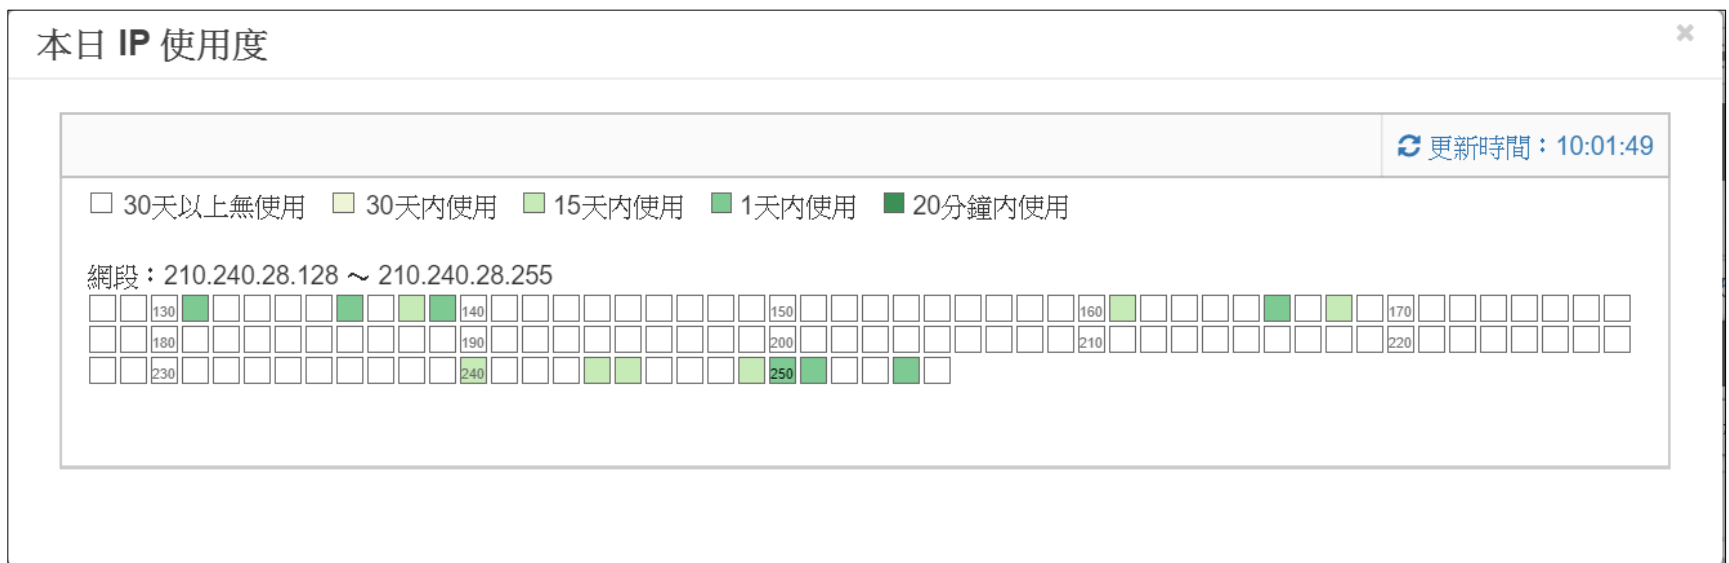 本日 IP 使用度
×
更新時間：10:01:49
30天以上無使用 30天內使用 15天內使用 1天內使用 20分鐘內使用
網段：210.240.28.128 ～ 210.240.28.255
130 140 150 160 170
180 190 200 210 220
230 240 250